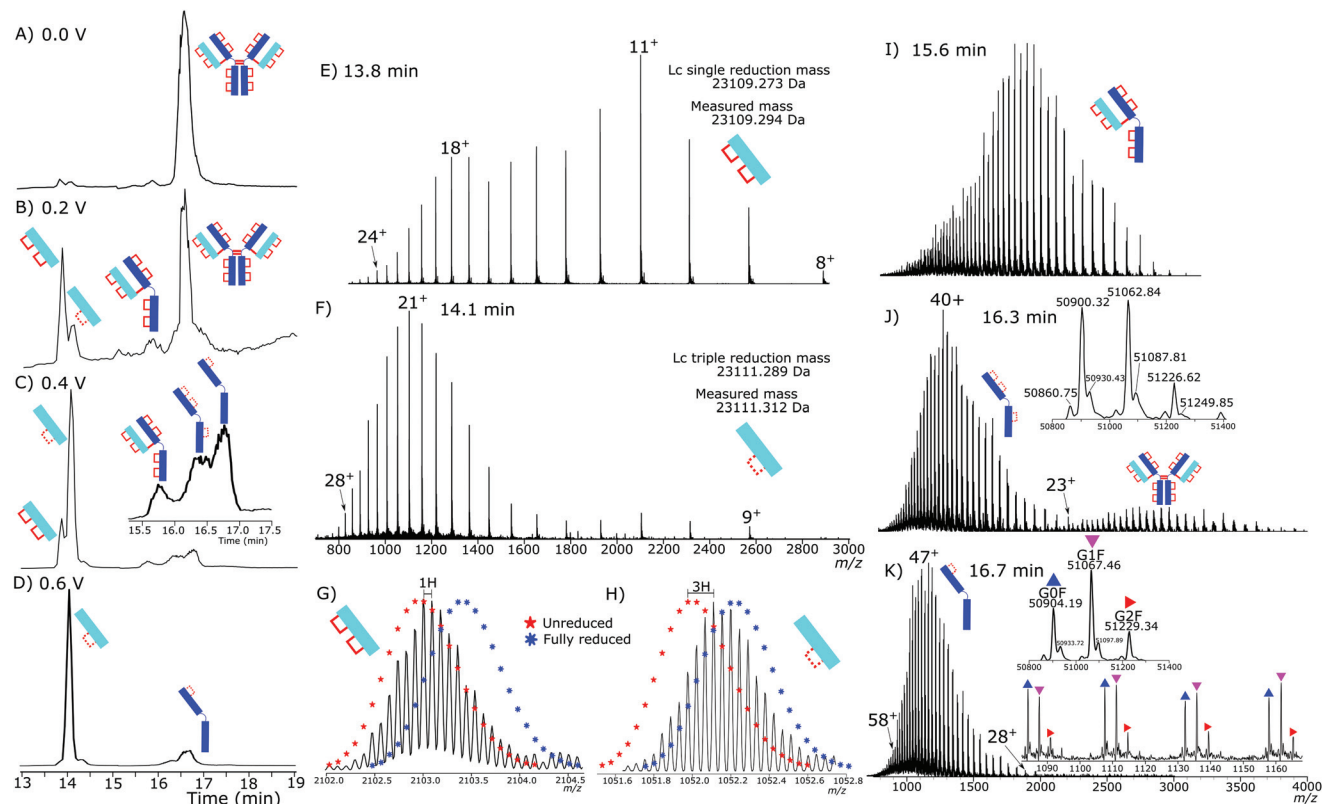 A) 0.0 V
B) 0.2 V
C) 0.4 V
15.5 16.0 16.5 17.0 17.5
Time (min)
D) 0.6 V
13 14 15 16 17 18 19
Time (min)
E) 13.8 min
11⁺
Lc single reduction mass
23109.273 Da
Measured mass
23109.294 Da
18⁺
24⁺
8⁺
F)
21⁺
14.1 min
Lc triple reduction mass
23111.289 Da
Measured mass
23111.312 Da
28⁺
9⁺
800 1000 1200 1400 1600 1800 2000 2200 2400 2600 2800 3000
m/z
G)
1H
Unreduced
Fully reduced
2102.0 2102.5 2103.0 2103.5 2104.0 2104.5
m/z
H)
3H
1051.6 1051.8 1052.0 1052.2 1052.4 1052.6 1052.8
m/z
I) 15.6 min
J)
40+
16.3 min
51062.84
50900.32
51087.81
50860.75
50930.43
51226.62
51249.85
50800 51000 51200 51400
23⁺
K)
47⁺
16.7 min
G1F
51067.46
G0F
50904.19
G2F
51229.34
50933.72
51097.89
50800 51000 51200 51400
58⁺
28⁺
1090 1100 1110 1120 1130 1140 1150 1160
1000 1500 2000 2500 3000 3500 4000
m/z